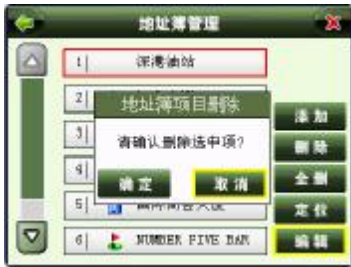 地址簿管理
1 深湾油站
2
地址簿项目删除
添加
3
请确认删除选中项?
删除
4
全删
确定 取消
5
定位
6 NUMBER FIVE BAR
编辑